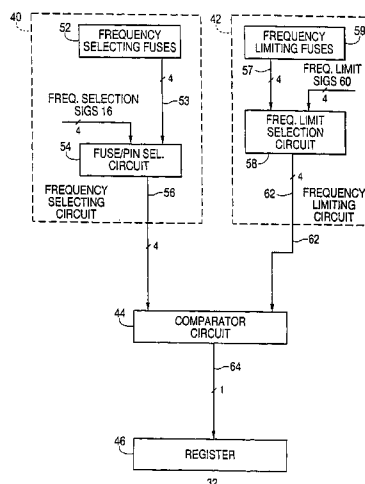 40
52
FREQUENCY
SELECTING FUSES
4
53
FREQ. SELECTION
SIGS 16
4
54
FUSE/PIN SEL.
CIRCUIT
56
FREQUENCY
SELECTING
CIRCUIT
4
42
FREQUENCY
LIMITING FUSES
59
57
4
FREQ. LIMIT
SIGS 60
4
FREQ. LIMIT
SELECTION
CIRCUIT
58
62
4
FREQUENCY
LIMITING
CIRCUIT
62
44
COMPARATOR
CIRCUIT
64
1
46
REGISTER